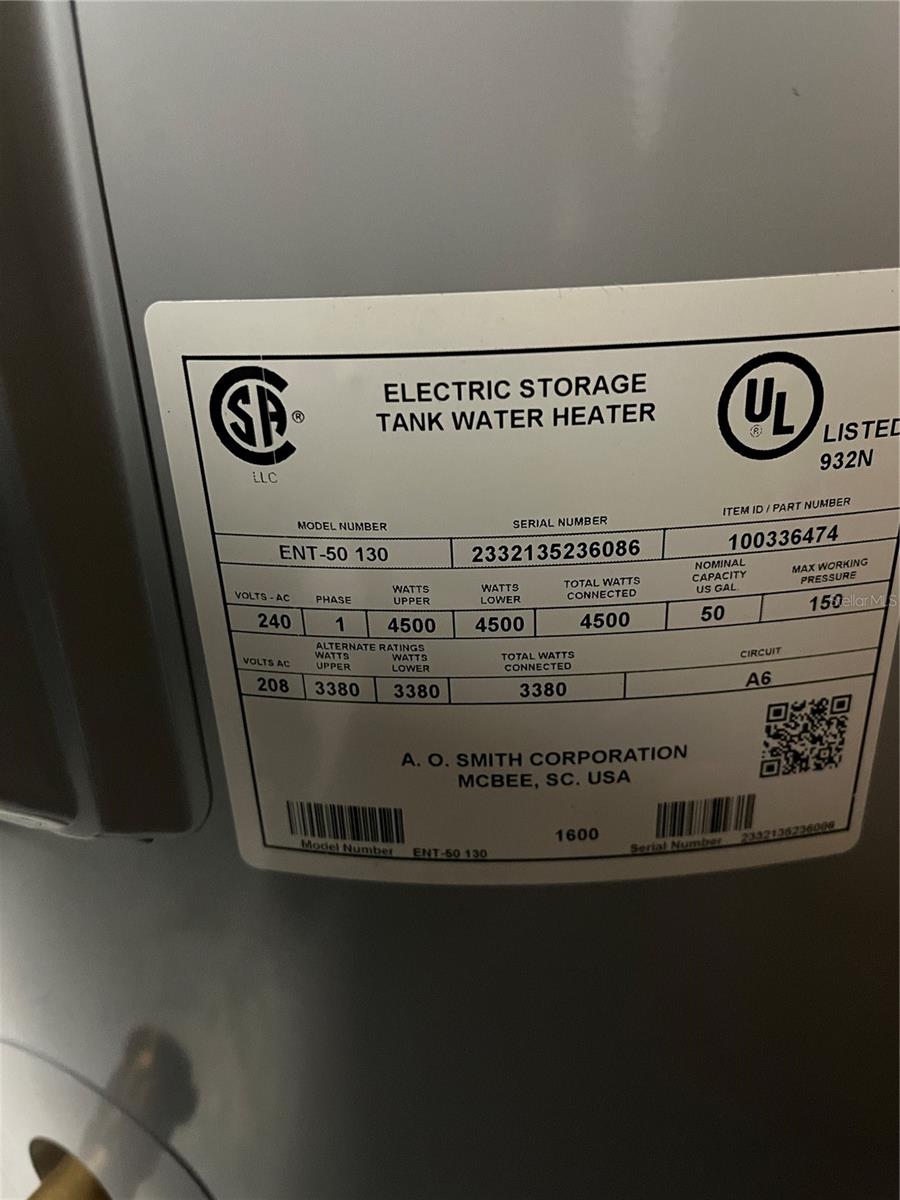 SA ®
LLC
ELECTRIC STORAGE
TANK WATER HEATER
UL ®
LISTED
932N
MODEL NUMBER SERIAL NUMBER ITEM ID / PART NUMBER
ENT-50 130 2332135236086 100336474
VOLTS - AC PHASE WATTS UPPER WATTS LOWER TOTAL WATTS CONNECTED NOMINAL CAPACITY US GAL. MAX WORKING PRESSURE
240 1 4500 4500 4500 50 150
ALTERNATE RATINGS
VOLTS AC WATTS UPPER WATTS LOWER TOTAL WATTS CONNECTED CIRCUIT
208 3380 3380 3380 A6
A. O. SMITH CORPORATION
MCBEE, SC. USA
1600
Model Number ENT-50 130 Serial Number 2332135236086
StellarMLS